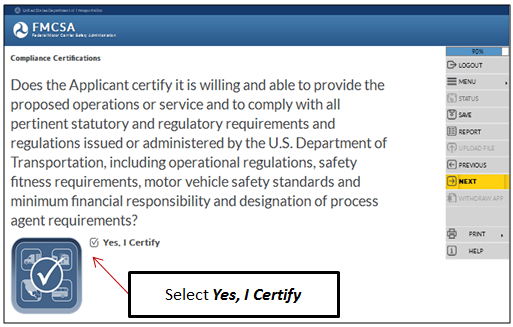 United States Department of Transportation
FMCSA
Federal Motor Carrier Safety Administration
Compliance Certifications
Does the Applicant certify it is willing and able to provide the
proposed operations or service and to comply with all
pertinent statutory and regulatory requirements and
regulations issued or administered by the U.S. Department of
Transportation, including operational regulations, safety
fitness requirements, motor vehicle safety standards and
minimum financial responsibility and designation of process
agent requirements?
Yes, I Certify
Select Yes, I Certify
90%
LOGOUT
MENU
STATUS
SAVE
REPORT
UPLOAD FILE
PREVIOUS
NEXT
WITHDRAW APP
PRINT
HELP